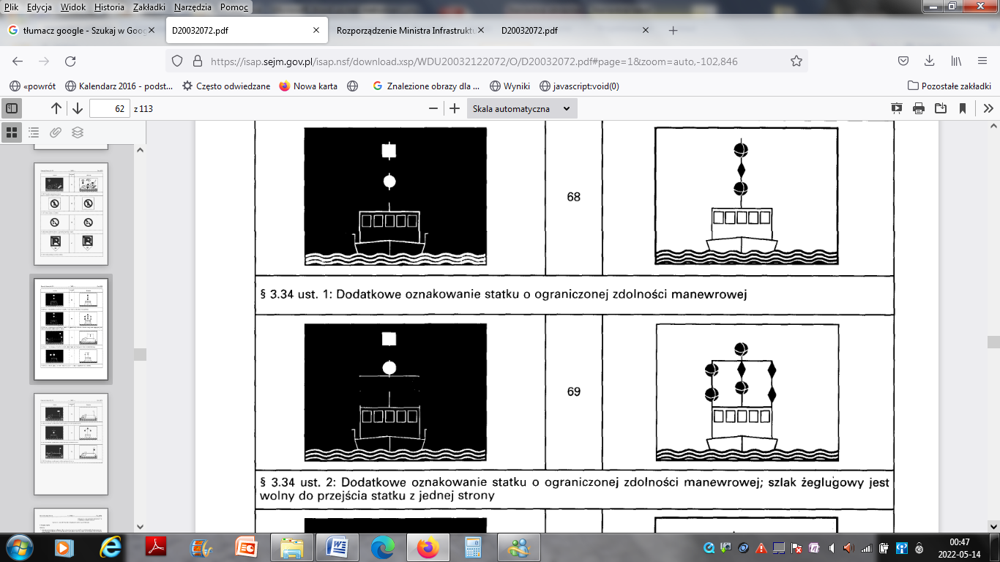 Plik Edycja Widok Historia Zakładki Narzędzia Pomoc
tłumacz google - Szukaj w Goog
D20032072.pdf
Rozporządzenie Ministra Infrastruktu
D20032072.pdf
https://isap.sejm.gov.pl/isap.nsf/download.xsp/WDU20032122072/O/D20032072.pdf#page=1&zoom=auto,-102,846
«powrót
Kalendarz 2016 - podst...
Często odwiedzane
Nowa karta
Znalezione obrazy dla ...
Wyniki
javascript:void(0)
Pozostałe zakładki
62 z 113
Skala automatyczna
68
§ 3.34 ust. 1: Dodatkowe oznakowanie statku o ograniczonej zdolności manewrowej
69
§ 3.34 ust. 2: Dodatkowe oznakowanie statku o ograniczonej zdolności manewrowej; szlak żeglugowy jest
wolny do przejścia statku z jednej strony
00:47
2022-05-14